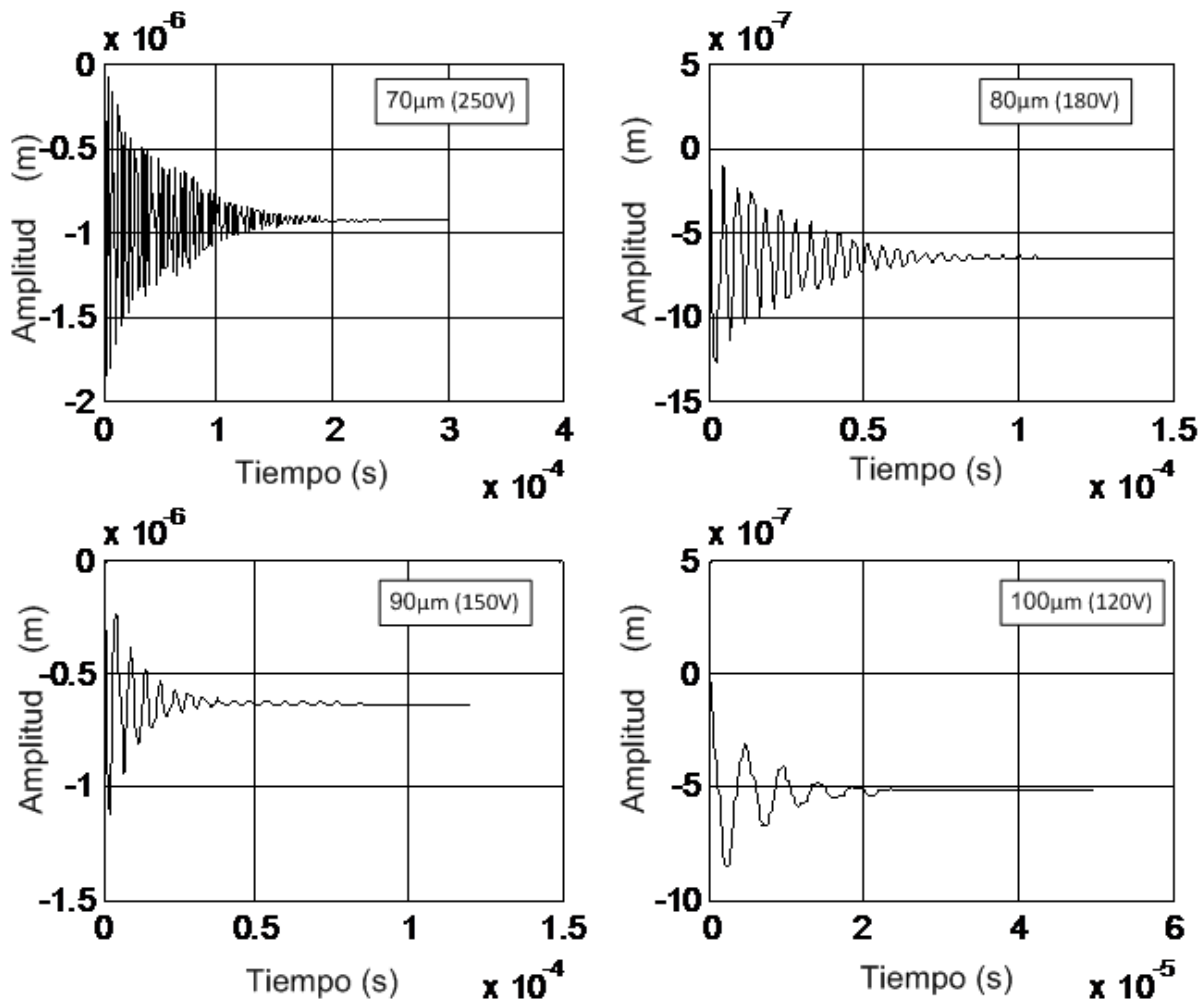 x 10^-6
0
-0.5
-1
-1.5
-2
Amplitud (m)
70µm (250V)
0 1 2 3 4
Tiempo (s)
x 10^-4
x 10^-7
5
0
-5
-10
-15
Amplitud (m)
80µm (180V)
0 0.5 1 1.5
Tiempo (s)
x 10^-4
x 10^-6
0
-0.5
-1
-1.5
Amplitud (m)
90µm (150V)
0 0.5 1 1.5
Tiempo (s)
x 10^-4
x 10^-7
5
0
-5
-10
Amplitud (m)
100µm (120V)
0 2 4 6
Tiempo (s)
x 10^-5